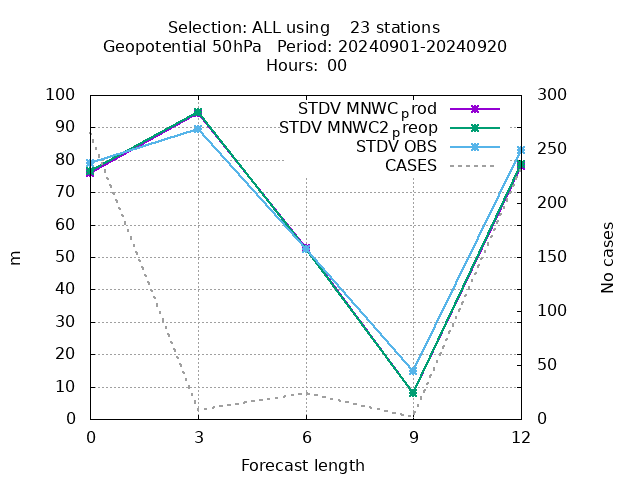 Selection: ALL using    23 stations
Geopotential 50hPa   Period: 20240901-20240920
Hours: 00
100
90
80
70
60
50
40
30
20
10
0
m
STDV MNWCprod
STDV MNWC2preop
STDV OBS
CASES
300
250
200
150
100
50
0
No cases
0
3
6
9
12
Forecast length